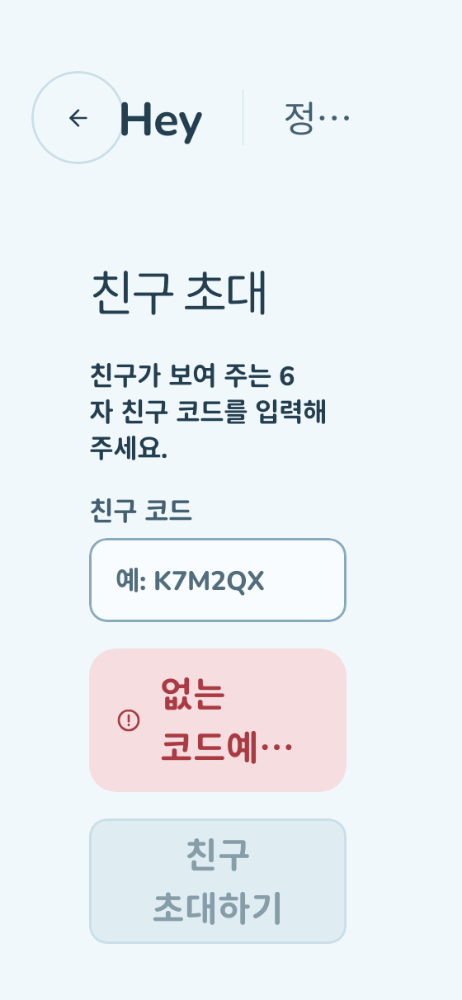 Hey
정…
친구 초대
친구가 보여 주는 6
자 친구 코드를 입력해
주세요.
친구 코드
예: K7M2QX
없는
코드예…
친구
초대하기